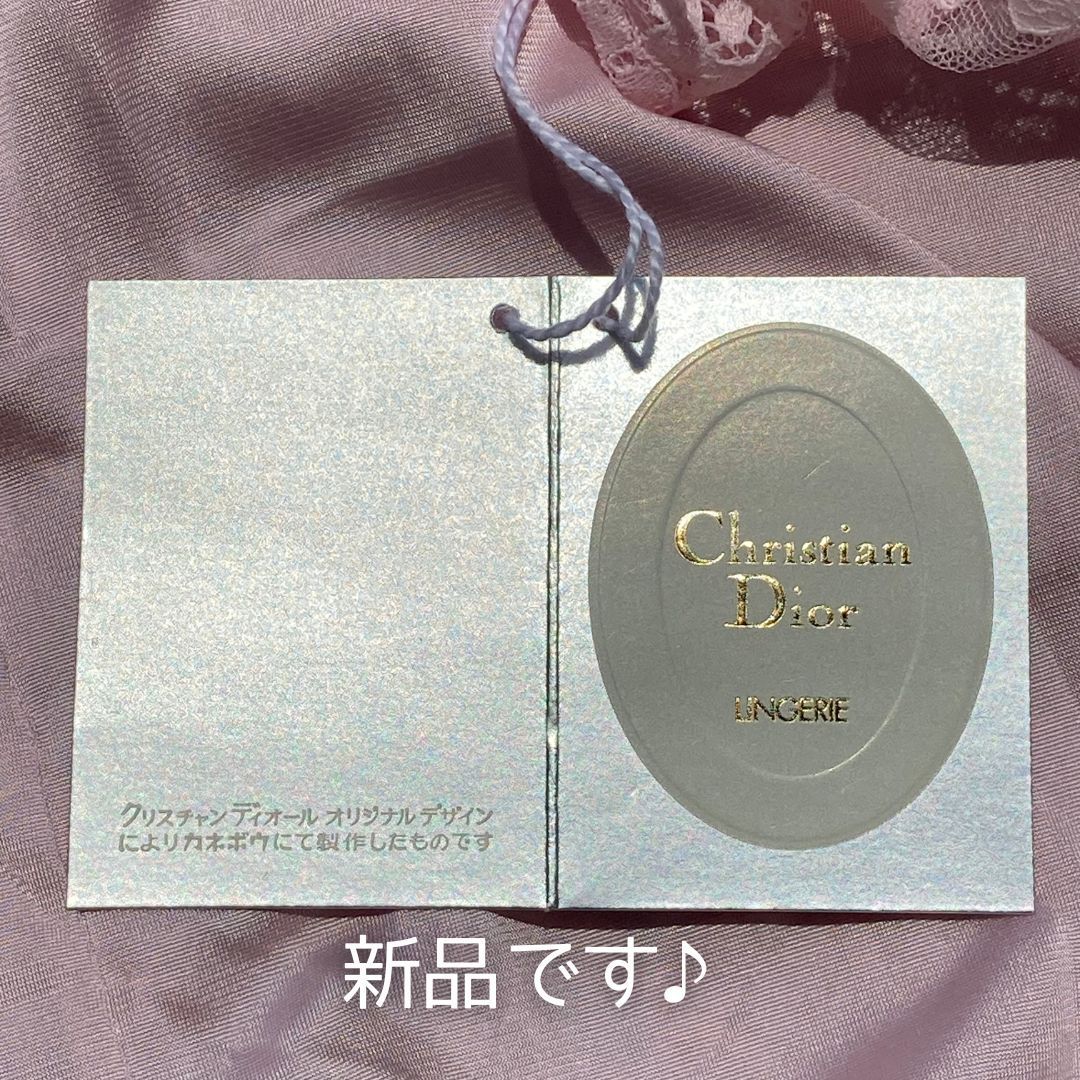 クリスチャン ディオール オリジナルデザイン
によりカネボウにて製作したものです
Christian
Dior
LINGERIE
新品です♪